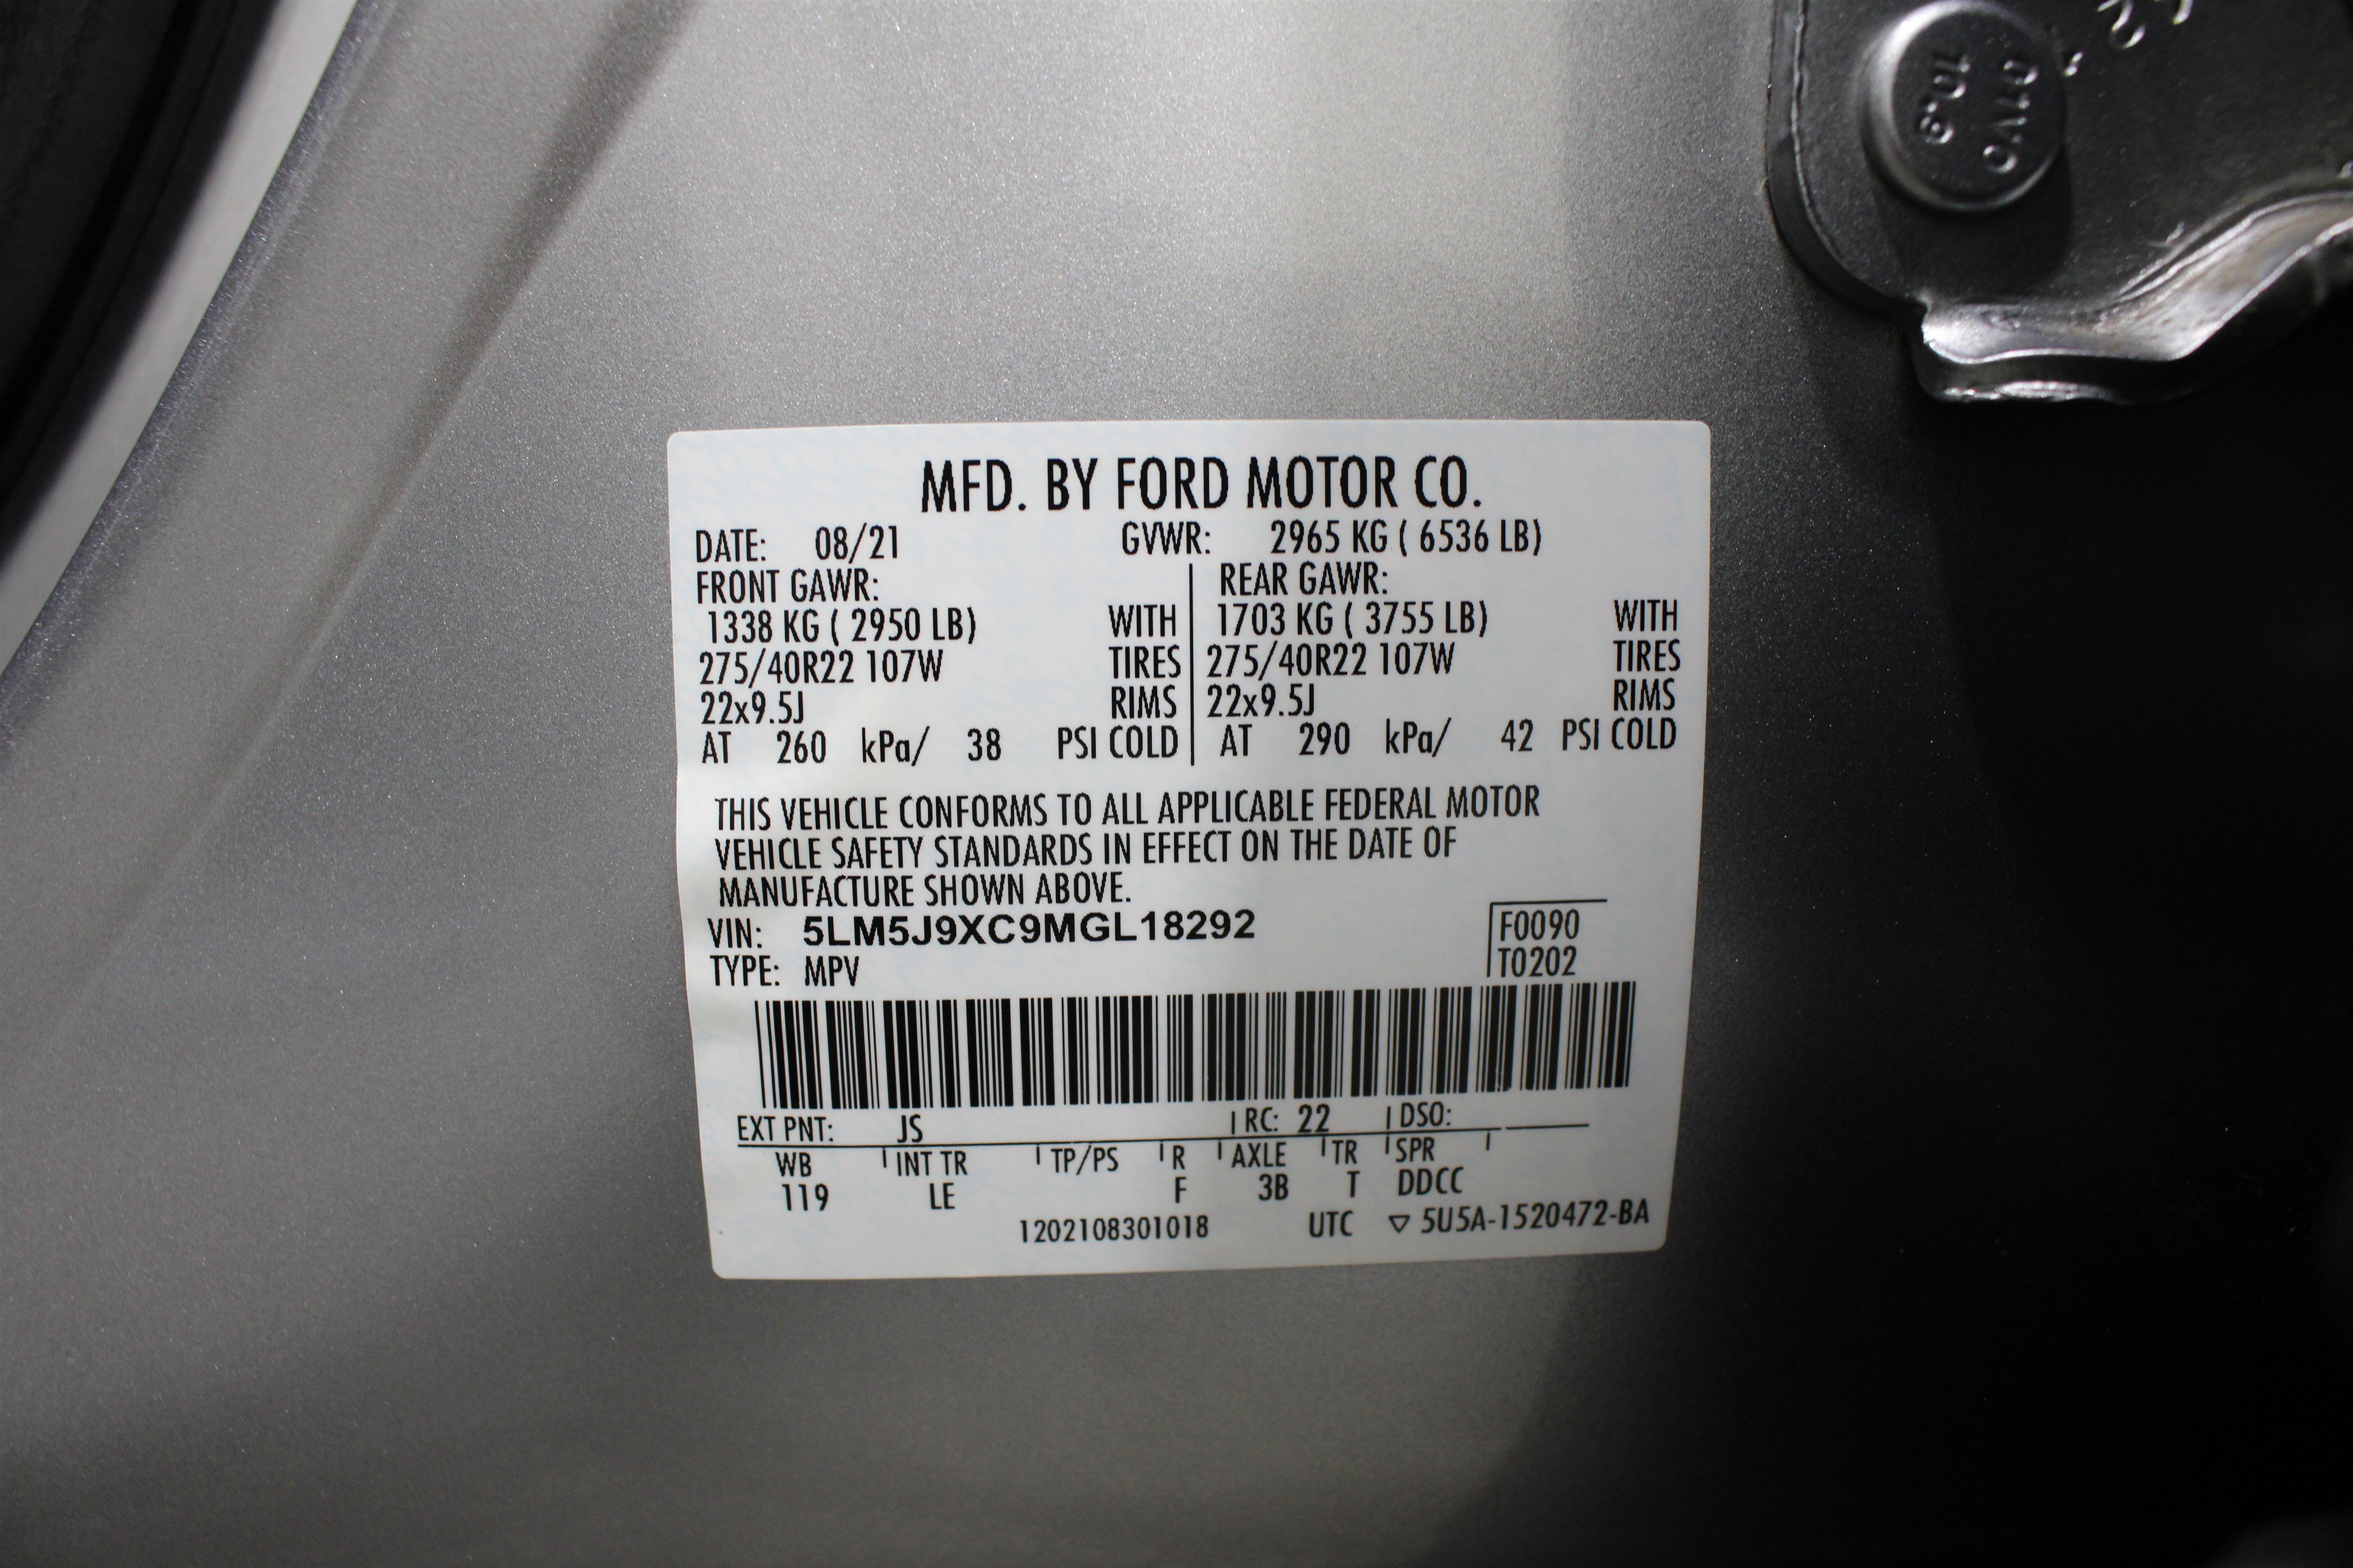 10.9
MFD. BY FORD MOTOR CO.
DATE: 08/21 GVWR: 2965 KG ( 6536 LB)
FRONT GAWR: REAR GAWR:
1338 KG ( 2950 LB) WITH 1703 KG ( 3755 LB) WITH
275/40R22 107W TIRES 275/40R22 107W TIRES
22x9.5J RIMS 22x9.5J RIMS
AT 260 kPa/ 38 PSI COLD AT 290 kPa/ 42 PSI COLD
THIS VEHICLE CONFORMS TO ALL APPLICABLE FEDERAL MOTOR
VEHICLE SAFETY STANDARDS IN EFFECT ON THE DATE OF
MANUFACTURE SHOWN ABOVE.
VIN: 5LM5J9XC9MGL18292 F0090
TYPE: MPV T0202
EXT PNT: JS RC: 22 DSO:
WB INT TR TP/PS R AXLE TR SPR
119 LE F 3B T DDCC
1202108301018 UTC ▽ 5U5A-1520472-BA